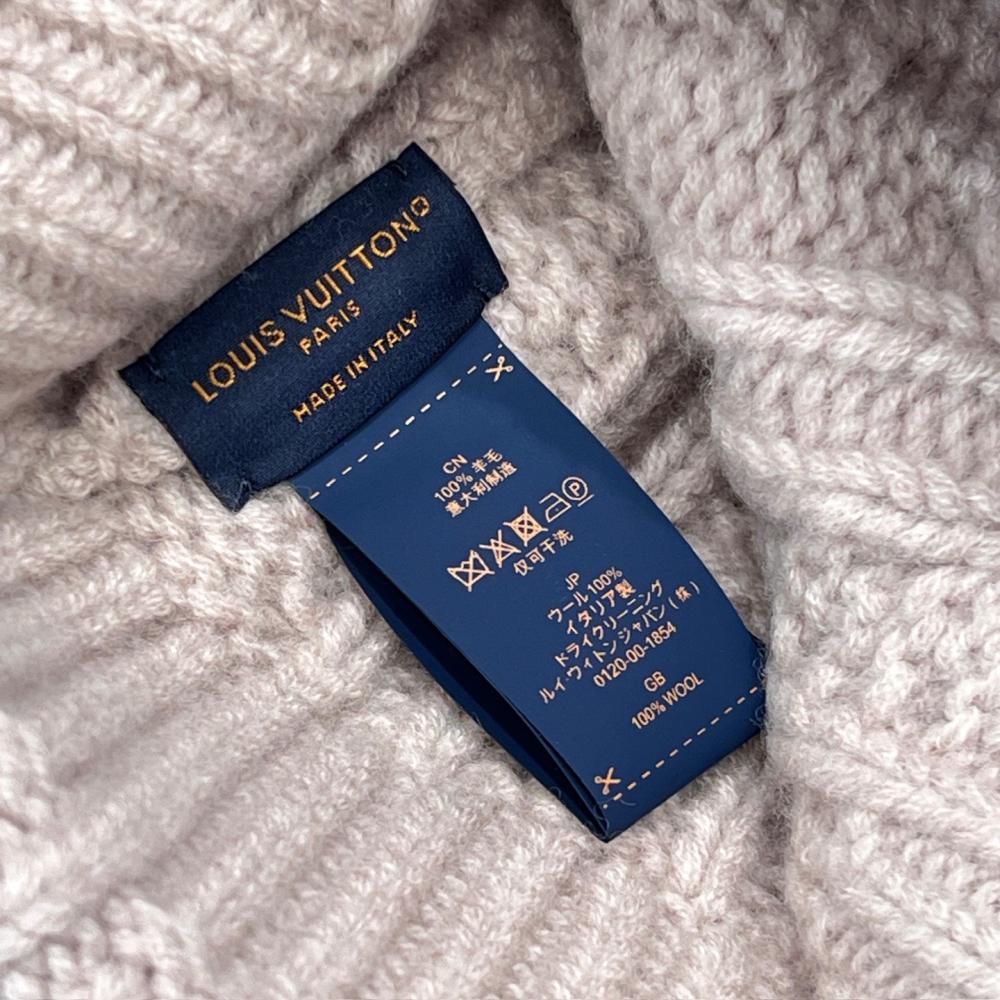 LOUIS VUITTON®
PARIS
MADE IN ITALY
CN
100% 羊毛
意大利制造
P
仅可干洗
JP
ウール100%
イタリア製
ドライクリーニング
ルイ・ヴィトンジャパン(株)
0120-00-1854
GB
100% WOOL